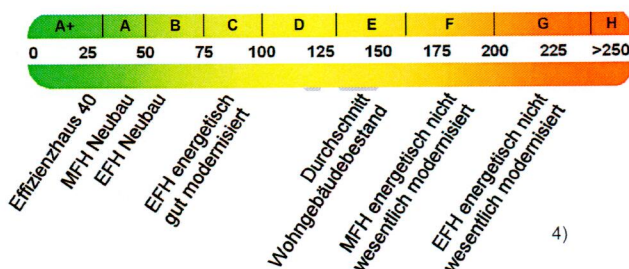 A+ A B C D E F G H
0 25 50 75 100 125 150 175 200 225 >250
Effizienzhaus 40
MFH Neubau
EFH Neubau
EFH energetisch
gut modernisiert
Durchschnitt
Wohngebäudebestand
MFH energetisch nicht
wesentlich modernisiert
EFH energetisch nicht
wesentlich modernisiert
4)